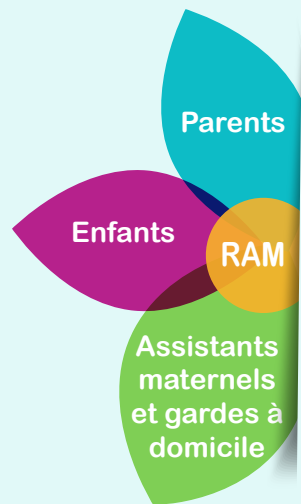 Parents
Enfants
RAM
Assistants
maternels
et gardes à
domicile